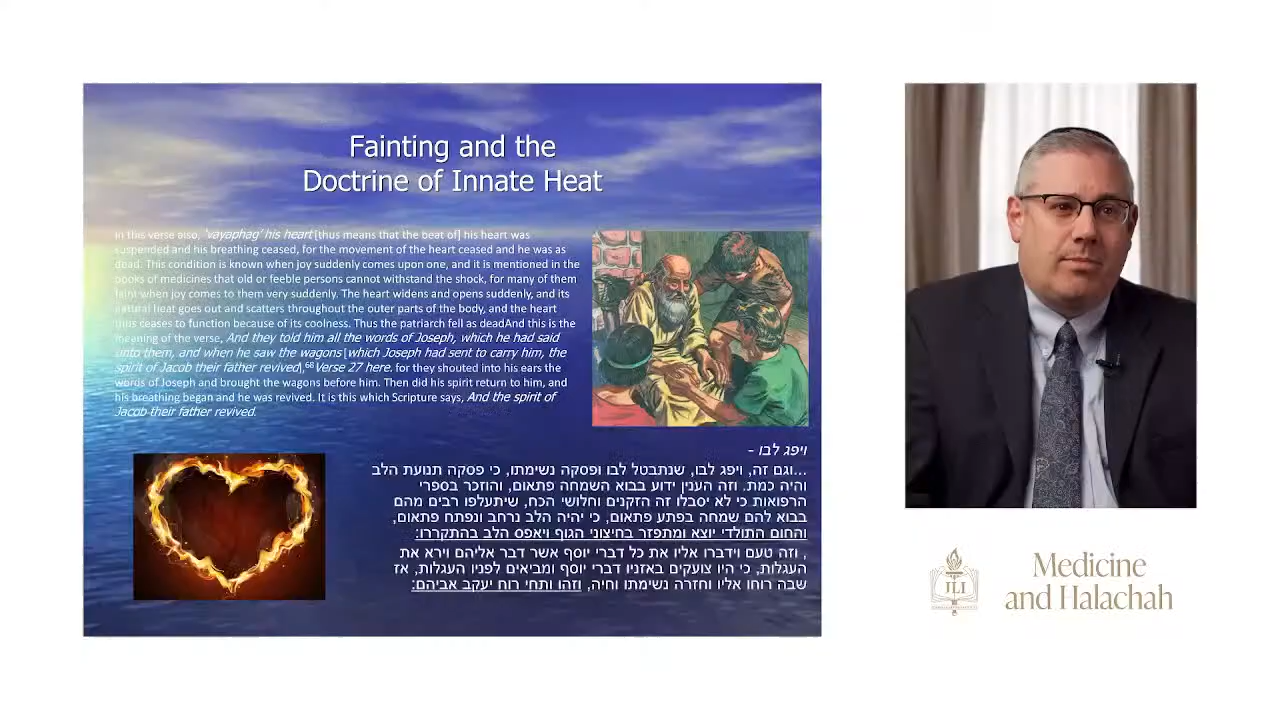 Fainting and the
Doctrine of Innate Heat
In this verse also, 'vayaphag' his heart [thus means that the beat of] his heart was
suspended and his breathing ceased, for the movement of the heart ceased and he was as
dead. This condition is known when joy suddenly comes upon one, and it is mentioned in the
books of medicines that old or feeble persons cannot withstand the shock, for many of them
faint when joy comes to them very suddenly. The heart widens and opens suddenly, and its
natural heat goes out and scatters throughout the outer parts of the body, and the heart
thus ceases to function because of its coolness. Thus the patriarch fell as deadAnd this is the
meaning of the verse, And they told him all the words of Joseph, which he had said
unto them, and when he saw the wagons [which Joseph had sent to carry him, the
spirit of Jacob their father revived\,68Verse 27 here. for they shouted into his ears the
words of Joseph and brought the wagons before him. Then did his spirit return to him, and
his breathing began and he was revived. It is this which Scripture says, And the spirit of
Jacob their father revived.
ויפג לבו –
...וגם זה, ויפג לבו, שנתבטל לבו ופסקה נשימתו, כי פסקה תנועת הלב
והיה כמת. וזה הענין ידוע בבוא השמחה פתאום, והוזכר בספרי
הרפואות כי לא יסבלו זה הזקנים וחלושי הכח, שיתעלפו רבים מהם
בבוא להם שמחה בפתע פתאום, כי יהיה הלב נרחב ונפתח פתאום,
והחום התולדי יוצא ומתפזר בחיצוני הגוף ויאפס הלב בהתקררו:
, וזה טעם וידברו אליו את כל דברי יוסף אשר דבר אליהם וירא את
העגלות, כי היו צועקים באזניו דברי יוסף ומביאים לפניו העגלות, אז
שבה רוחו אליו וחזרה נשימתו וחיה, וזהו ותחי רוח יעקב אביהם:
JLI
Medicine
and Halachah